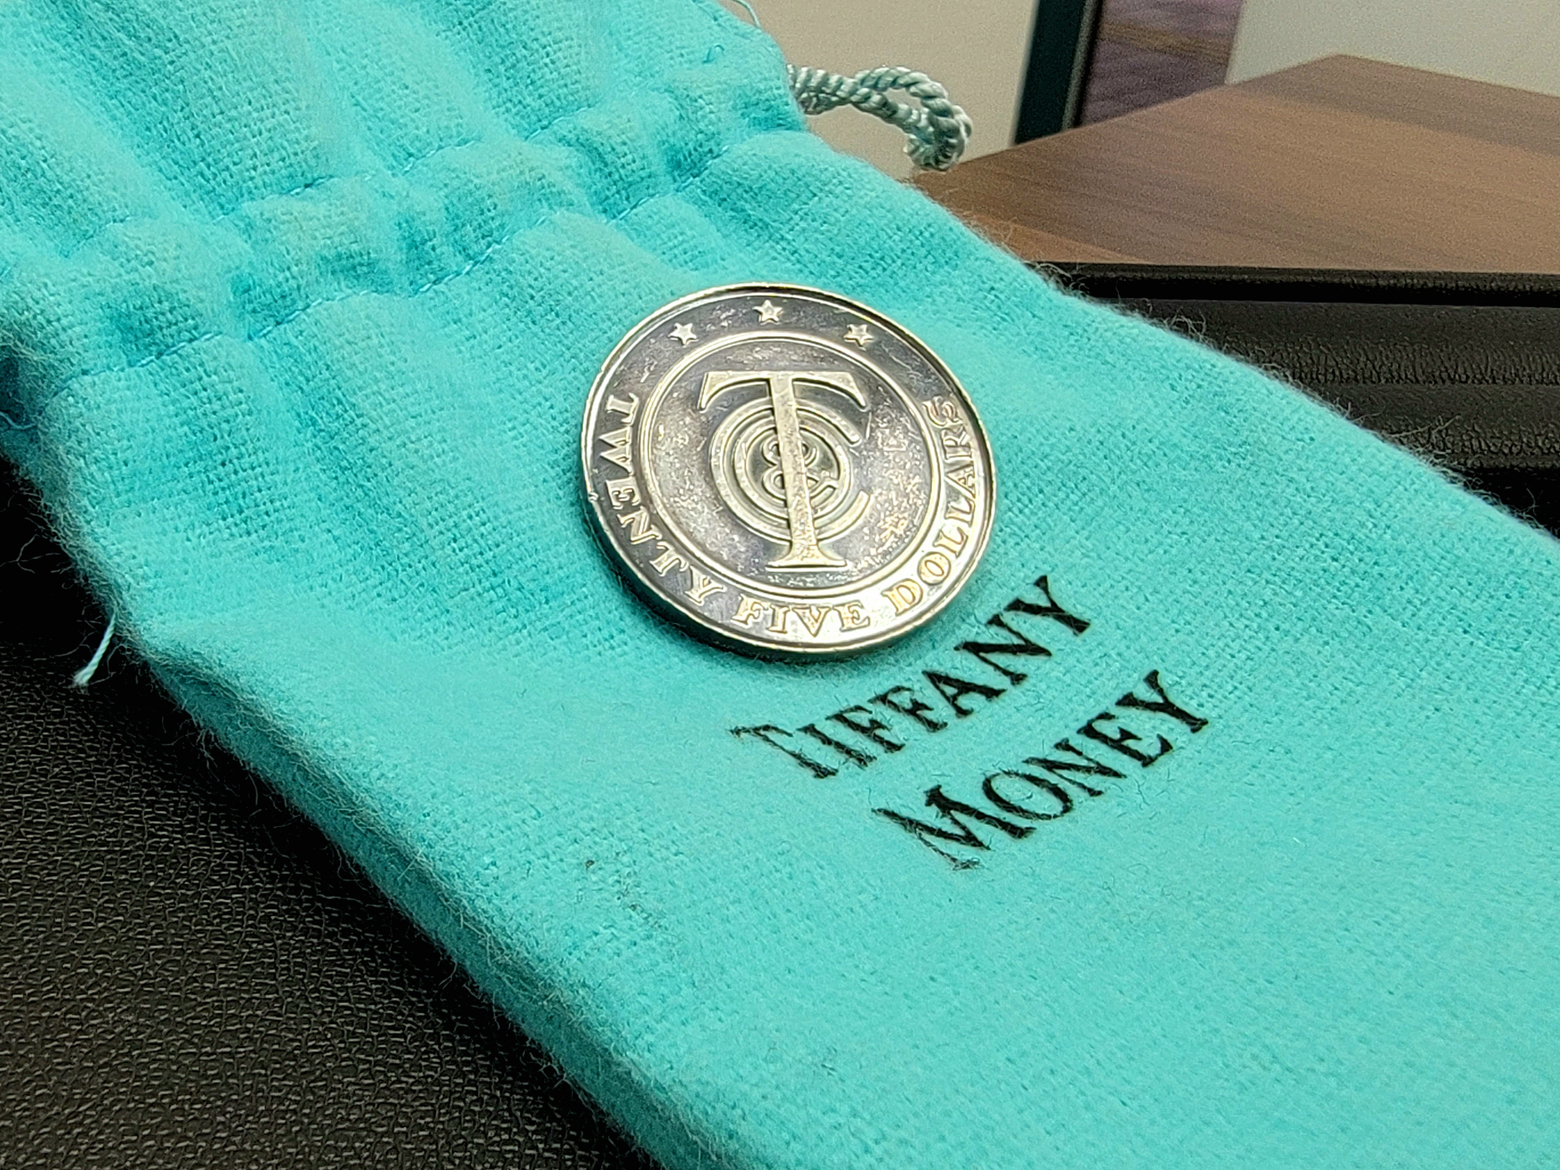 TWENTY FIVE DOLLARS
T&CO
TIFFANY
MONEY